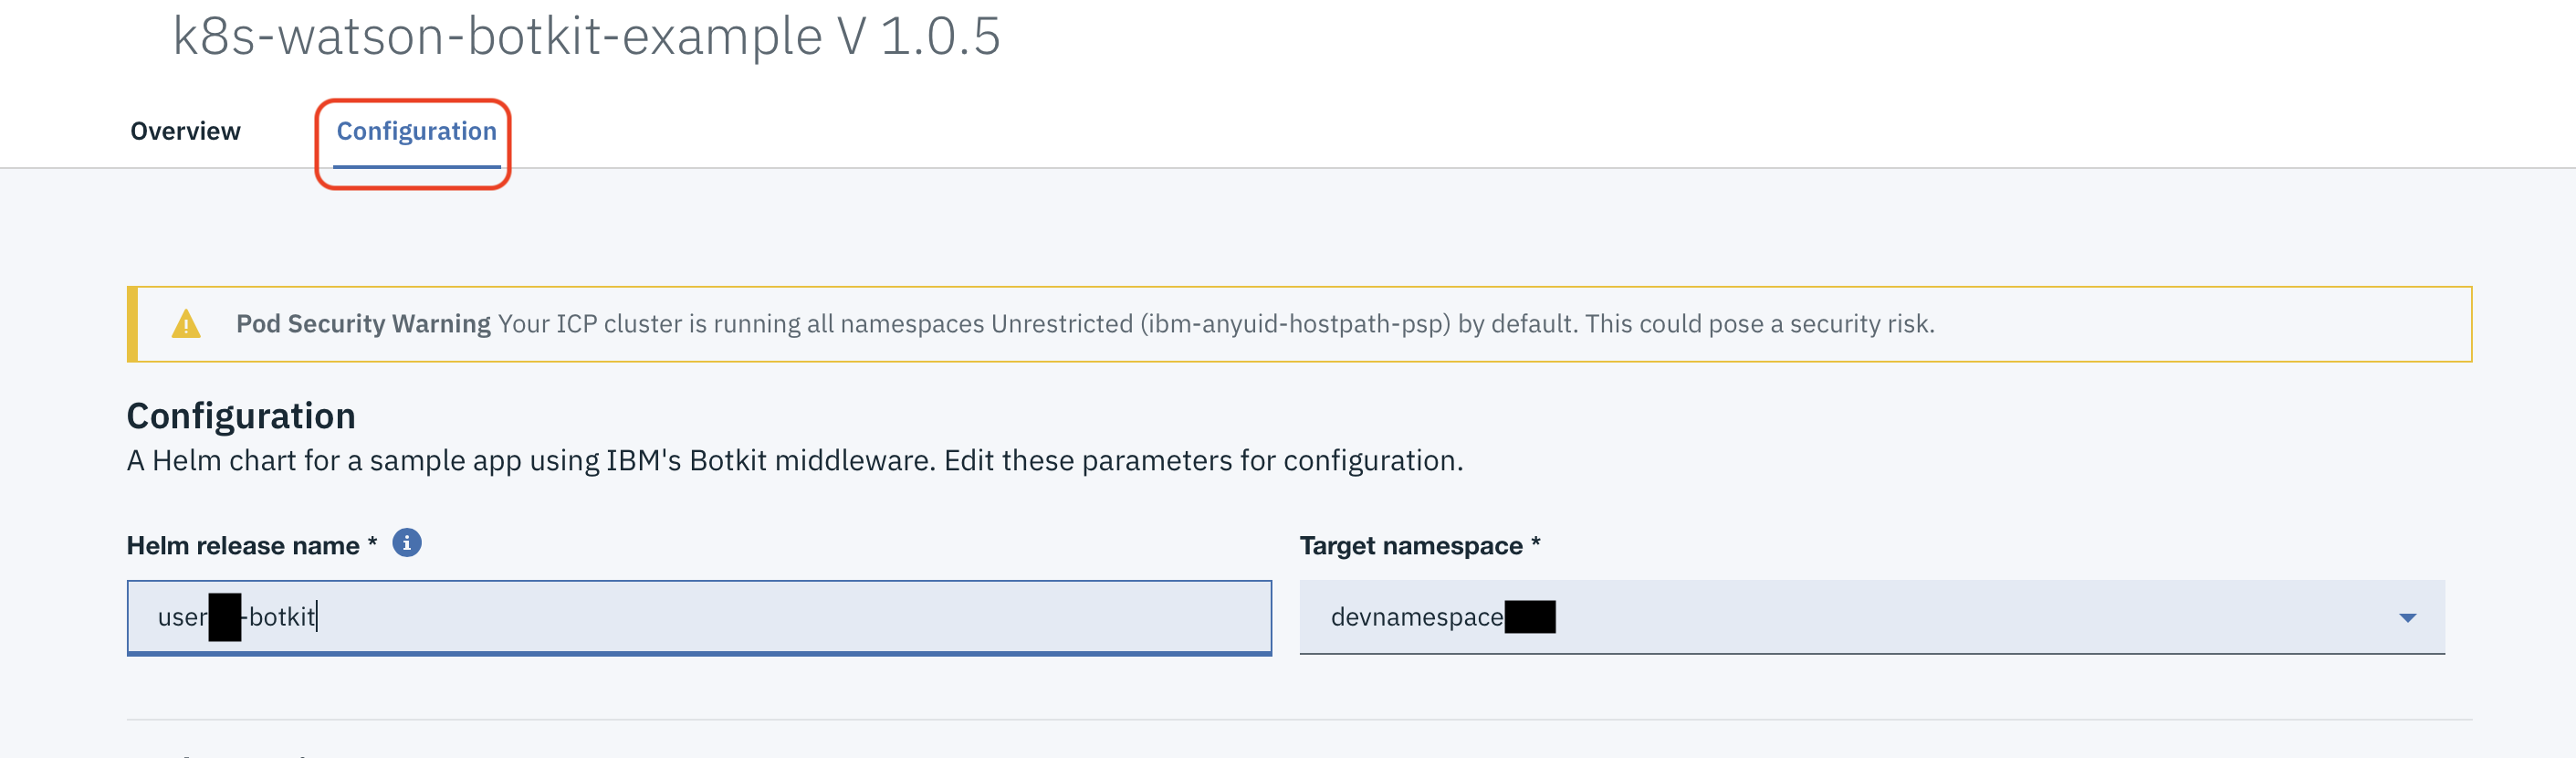 k8s-watson-botkit-example V 1.0.5
Overview Configuration
Pod Security Warning Your ICP cluster is running all namespaces Unrestricted (ibm-anyuid-hostpath-psp) by default. This could pose a security risk.
Configuration
A Helm chart for a sample app using IBM's Botkit middleware. Edit these parameters for configuration.
Helm release name * Target namespace *
user -botkit devnamespace